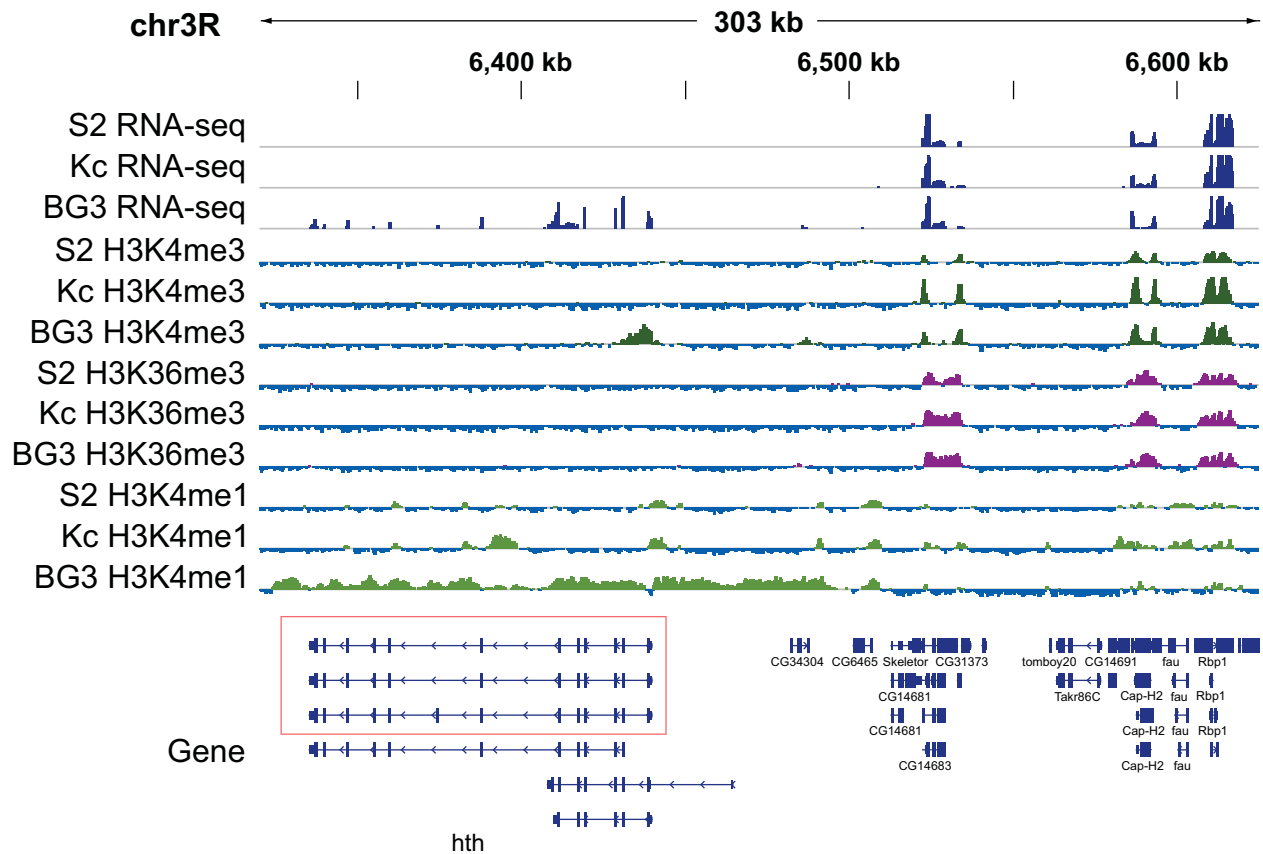 chr3R 303 kb
6,400 kb 6,500 kb 6,600 kb
S2 RNA-seq
Kc RNA-seq
BG3 RNA-seq
S2 H3K4me3
Kc H3K4me3
BG3 H3K4me3
S2 H3K36me3
Kc H3K36me3
BG3 H3K36me3
S2 H3K4me1
Kc H3K4me1
BG3 H3K4me1
CG34304 CG6465 Skeletor CG31373 tomboy20 CG14691 fau Rbp1
CG14681 Takr86C Cap-H2 fau Rbp1
CG14681 Cap-H2 fau Rbp1
Gene CG14683 Cap-H2 fau
hth